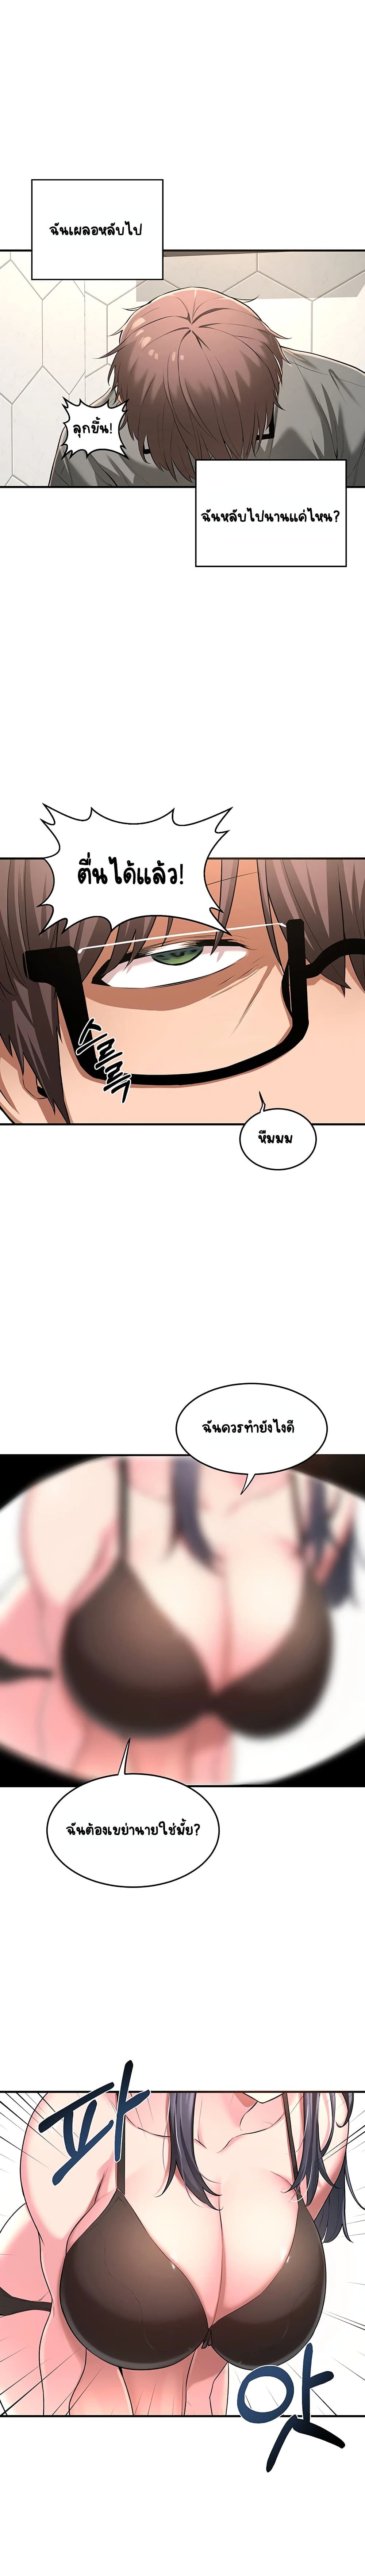 ฉันเผลอหลับไป
ลุกขึ้น!
ฉันหลับไปนานแค่ไหน?
ตื่นได้แล้ว!
스르륵
หืมมม
ฉันควรทำยังไงดี
ฉันต้องเขย่านายใช่มั้ย?
파
앗